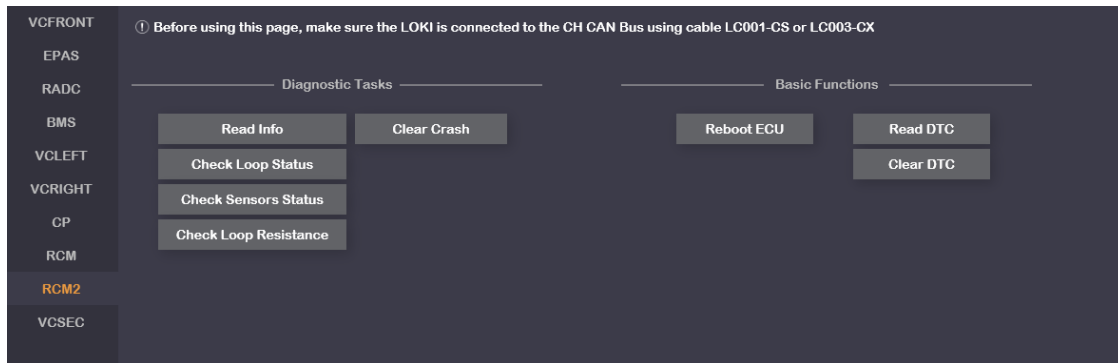 VCFRONT
EPAS
RADC
BMS
VCLEFT
VCRIGHT
CP
RCM
RCM2
VCSEC
Before using this page, make sure the LOKI is connected to the CH CAN Bus using cable LC001-CS or LC003-CX
Diagnostic Tasks
Read Info
Clear Crash
Check Loop Status
Check Sensors Status
Check Loop Resistance
Basic Functions
Reboot ECU
Read DTC
Clear DTC